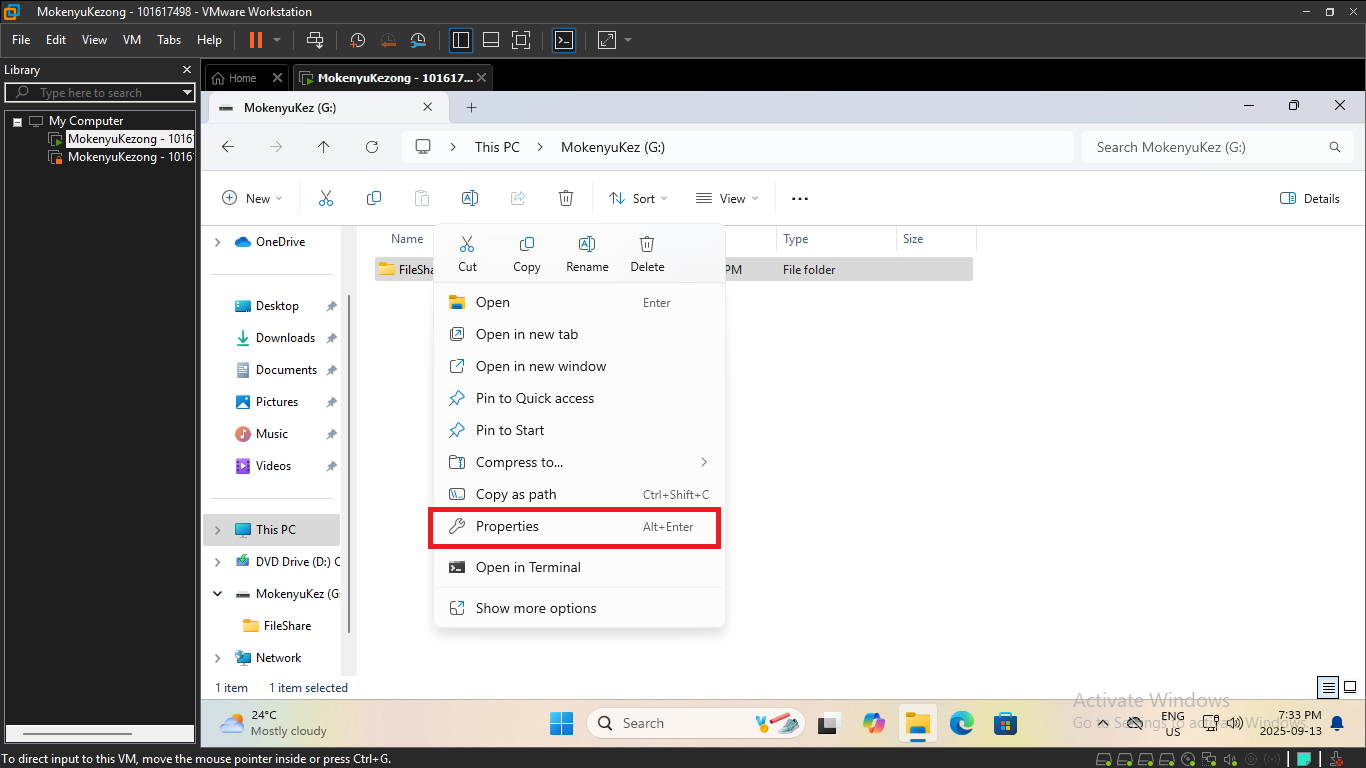 MokenyuKezong - 101617498 - VMware Workstation
File Edit View VM Tabs Help
Library
Type here to search
My Computer
MokenyuKezong - 1016
MokenyuKezong - 1016
Home
MokenyuKezong - 101617...
MokenyuKez (G:)
This PC > MokenyuKez (G:)
Search MokenyuKez (G:)
New
Sort
View
Details
OneDrive
Desktop
Downloads
Documents
Pictures
Music
Videos
This PC
DVD Drive (D:) C
MokenyuKez (G:
FileShare
Network
Name Type Size
FileSha PM File folder
Cut Copy Rename Delete
Open Enter
Open in new tab
Open in new window
Pin to Quick access
Pin to Start
Compress to...
Copy as path Ctrl+Shift+C
Properties Alt+Enter
Open in Terminal
Show more options
1 item 1 item selected
Activate Windows
Go to Settings to activate Windows.
24°C
Mostly cloudy
Search
ENG
US
7:33 PM
2025-09-13
To direct input to this VM, move the mouse pointer inside or press Ctrl+G.